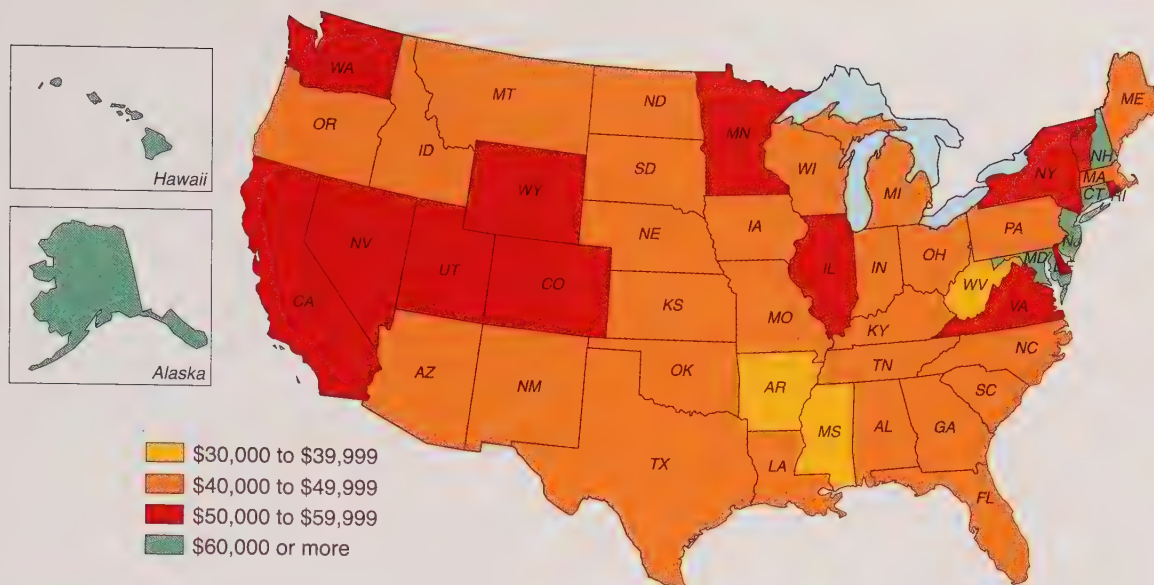 Hawaii
Alaska
WA
MT
ND
MN
ME
OR
ID
SD
WI
MI
NY
NH
MA
CT
RI
WY
NE
IA
PA
NJ
NV
UT
CO
IL
IN
OH
MD
WV
VA
CA
KS
MO
KY
NC
AZ
NM
OK
AR
TN
SC
TX
LA
MS
AL
GA
FL
$30,000 to $39,999
$40,000 to $49,999
$50,000 to $59,999
$60,000 or more